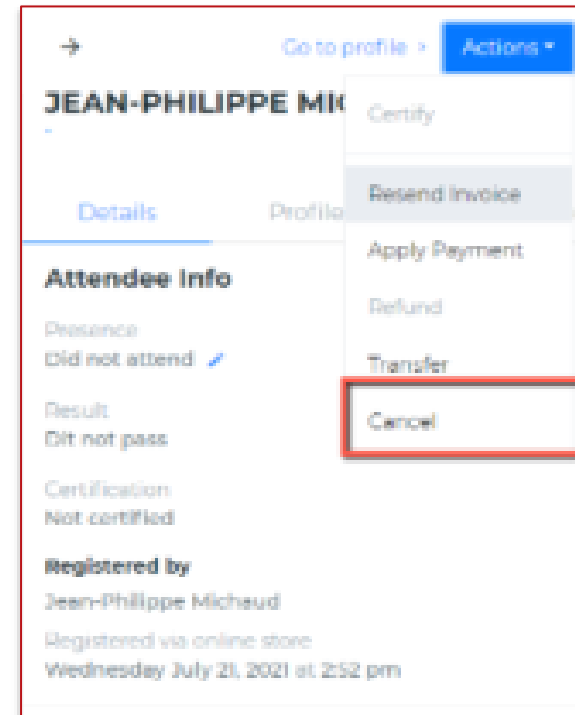 → Go to profile > Actions
JEAN-PHILIPPE MIC
Certify
Resend Invoice
Details Profile
Apply Payment
Attendee Info
Refund
Presence
Did not attend
Transfer
Result
Cancel
Dit not pass
Certification
Not certified
Registered by
Jean-Philippe Michaud
Registered via online store
Wednesday July 21, 2021 at 2:52 pm